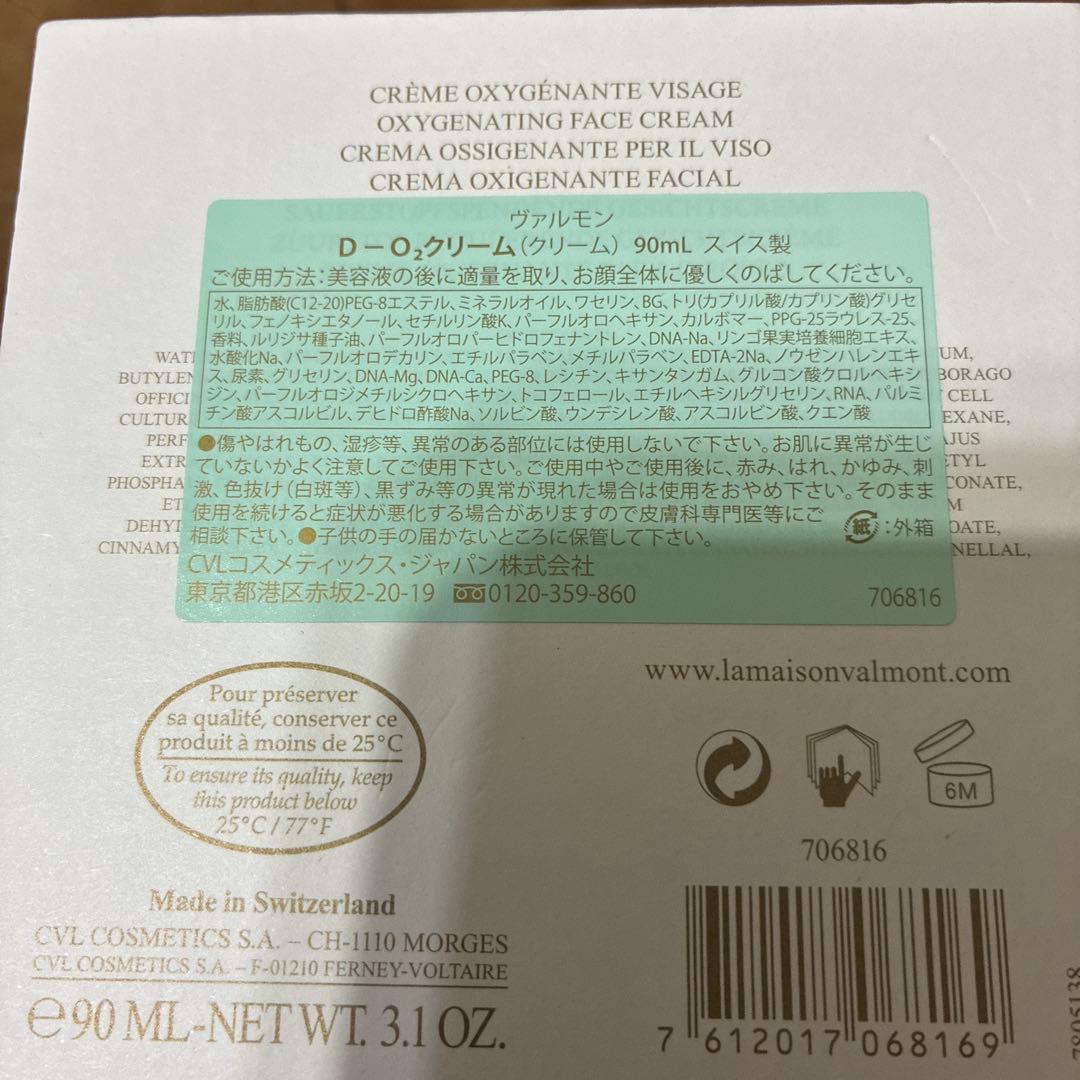 CRÈME OXYGÉNANTE VISAGE
OXYGENATING FACE CREAM
CREMA OSSIGENANTE PER IL VISO
CREMA OXIGENANTE FACIAL
SAUERSTOFFSPENDENDE GESICHTSCREME
ヴァルモン
D－O₂クリーム(クリーム) 90mL スイス製
ご使用方法:美容液の後に適量を取り、お顔全体に優しくのばしてください。
水、脂肪酸(C12-20)PEG-8エステル、ミネラルオイル、ワセリン、BG、トリ(カプリル酸/カプリン酸)グリセ
リル、フェノキシエタノール、セチルリン酸K、パーフルオロヘキサン、カルボマー、PPG-25ラウレス-25、
香料、ルリジサ種子油、パーフルオロパーヒドロフェナントレン、DNA-Na、リンゴ果実培養細胞エキス、
水酸化Na、パーフルオロデカリン、エチルパラベン、メチルパラベン、EDTA-2Na、ノウゼンハレンエキ
ス、尿素、グリセリン、DNA-Mg、DNA-Ca、PEG-8、レシチン、キサンタンガム、グルコン酸クロルヘキシ
ジン、パーフルオロジメチルシクロヘキサン、トコフェロール、エチルヘキシルグリセリン、RNA、パルミ
チン酸アスコルビル、デヒドロ酢酸Na、ソルビン酸、ウンデシレン酸、アスコルビン酸、クエン酸
●傷やはれもの、湿疹等、異常のある部位には使用しないで下さい。お肌に異常が生じ
ていないかよく注意してご使用下さい。ご使用中やご使用後に、赤み、はれ、かゆみ、刺
激、色抜け(白斑等)、黒ずみ等の異常が現れた場合は使用をおやめ下さい。そのまま
使用を続けると症状が悪化する場合がありますので皮膚科専門医等にご
相談下さい。●子供の手の届かないところに保管して下さい。
紙:外箱
CVLコスメティックス・ジャパン株式会社
東京都港区赤坂2-20-19 0120-359-860
706816
WAT UM,
BUTYLEN BORAGO
OFFICI CELL
CULTUR EXANE,
PERF AJUS
EXTR ETYL
PHOSPHA CONATE,
ET M
DEHYD OATE,
CINNAMY NELLAL,
www.lamaisonvalmont.com
Pour préserver
sa qualité, conserver ce
produit à moins de 25°C
To ensure its quality, keep
this product below
25°C / 77°F
6M
706816
Made in Switzerland
CVL COSMETICS S.A. – CH-1110 MORGES
CVL COSMETICS S.A. – F-01210 FERNEY-VOLTAIRE
℮90 ML-NET WT. 3.1 OZ.
7 612017 068169
7805138